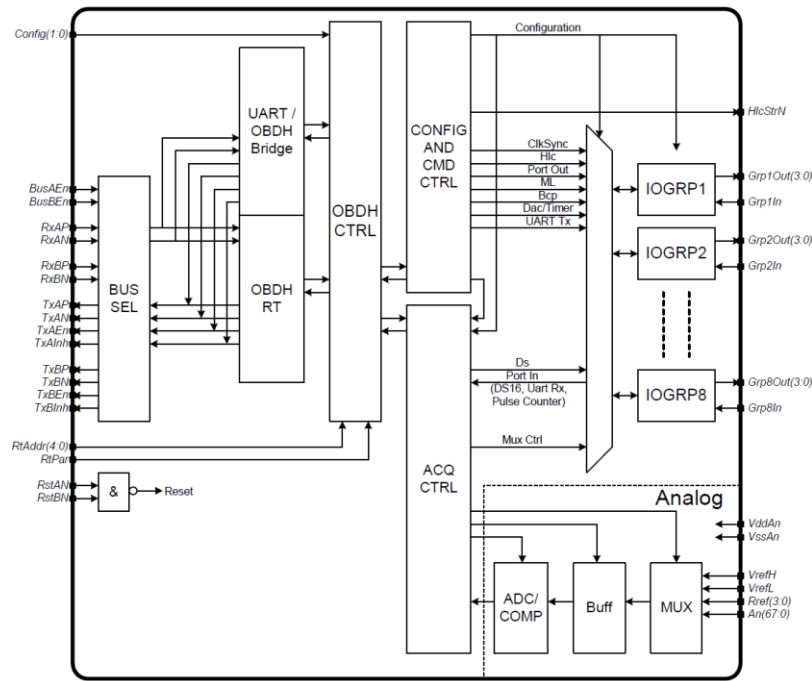 Config(1:0)
Configuration
HlcStrN
UART /
OBDH
Bridge
OBDH
CTRL
CONFIG
AND
CMD
CTRL
ClkSync
Hlc
Port Out
ML
Bcp
Dac/Timer
UART Tx
IOGRP1
Grp1Out(3:0)
Grp1In
IOGRP2
Grp2Out(3:0)
Grp2In
BusAEn
BusBEn
RxAP
RxAN
RxBP
RxBN
TxAP
TxAN
TxAEn
TxAInh
TxBP
TxBN
TxBEn
TxBInh
BUS
SEL
OBDH
RT
Ds
Port In
(DS16, Uart Rx,
Pulse Counter)
Mux Ctrl
IOGRP8
Grp8Out(3:0)
Grp8In
RtAddr(4:0)
RtPar
RstAN
RstBN
&
Reset
ACQ
CTRL
Analog
VddAn
VssAn
VrefH
VrefL
Rref(3:0)
An(67:0)
ADC/
COMP
Buff
MUX